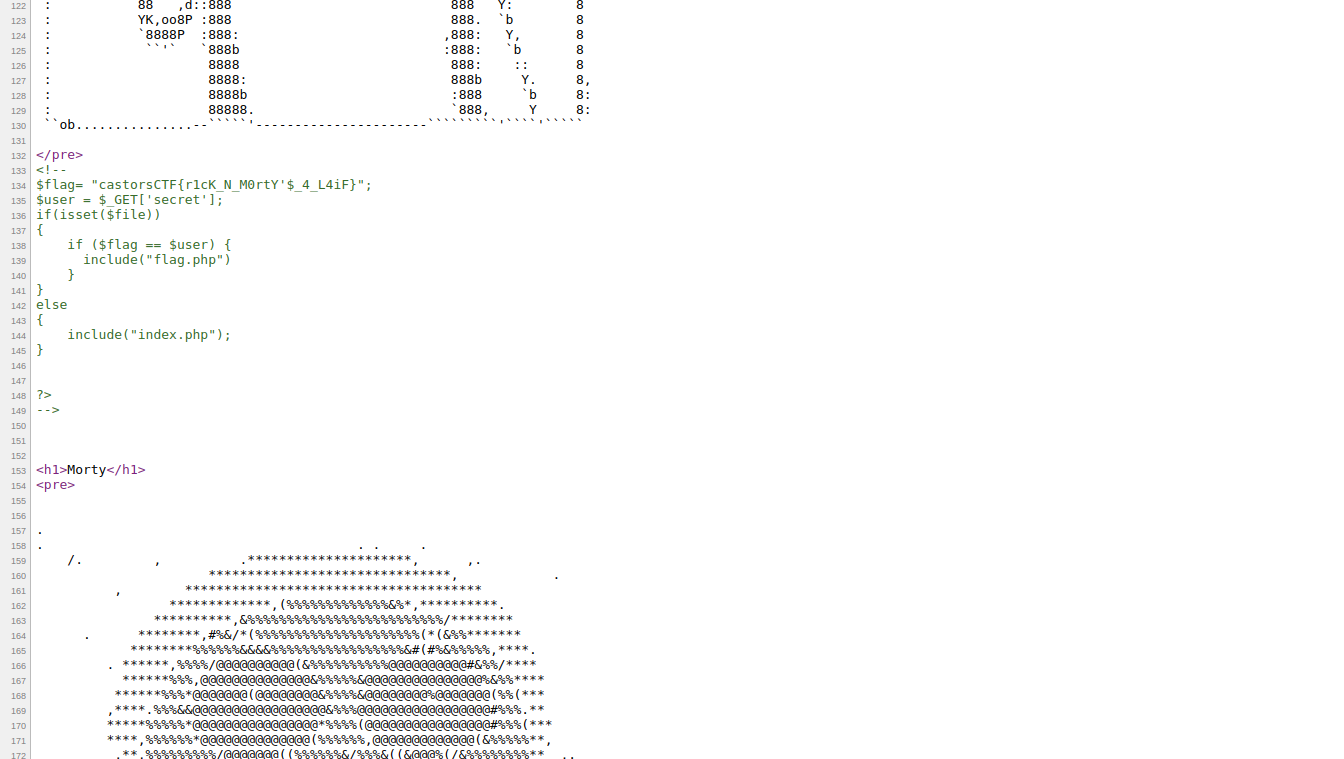 122 :           88   ,d::888                            888   Y:        8
123 :           YK,oo8P :888                            888.  `b        8
124 :           `8888P  :888:                          ,888:   Y,       8
125 :            ``'`   `888b                          :888:   `b       8
126 :                    8888                           888:    ::      8
127 :                    8888:                          888b     Y.     8,
128 :                    8888b                          :888     `b     8:
129 :                    88888.                         `888,     Y     8:
130  ``ob...............--`````'----------------------`````````'````'`````
131
132 </pre>
133 <!--
134 $flag= "castorsCTF{r1cK_N_M0rtY'$_4_L4iF}";
135 $user = $_GET['secret'];
136 if(isset($file))
137 {
138     if ($flag == $user) {
139       include("flag.php")
140     }
141 }
142 else
143 {
144     include("index.php");
145 }
146
147
148 ?>
149 -->
150
151
152
153 <h1>Morty</h1>
154 <pre>
155
156
157 .
158 .                                         . .     .
159     /.         ,          .*********************,      ,.
160                       *******************************,            .
161           ,        **************************************
162                  *************,(%%%%%%%%%%%%%&%*,**********.
163                **********,&%%%%%%%%%%%%%%%%%%%%%%%%%/********
164       .      ********,#%&/*(%%%%%%%%%%%%%%%%%%%%%(*(&%%*******
165             ********%%%%%%&&&&%%%%%%%%%%%%%%%%%&#(#%&%%%%%,****.
166          . ******,%%%%/@@@@@@@@@@(&%%%%%%%%%%@@@@@@@@@@#&%%/****
167            ******%%%,@@@@@@@@@@@@@@&%%%%%&@@@@@@@@@@@@@@@%&%%****
168           ******%%%*@@@@@@@(@@@@@@@@&%%%%&@@@@@@@@%@@@@@@@(%%(***
169          ,****.%%%&&@@@@@@@@@@@@@@@@@&%%%@@@@@@@@@@@@@@@@@#%%%.**
170          *****%%%%%*@@@@@@@@@@@@@@@@*%%%%(@@@@@@@@@@@@@@@@#%%%(***
171          ****,%%%%%%*@@@@@@@@@@@@@@(%%%%%%,@@@@@@@@@@@@@(&%%%%%**,
172           .**.%%%%%%%%%/@@@@@@@((%%%%%%&/%%%&((&@@@%(/&%%%%%%%%**  ..